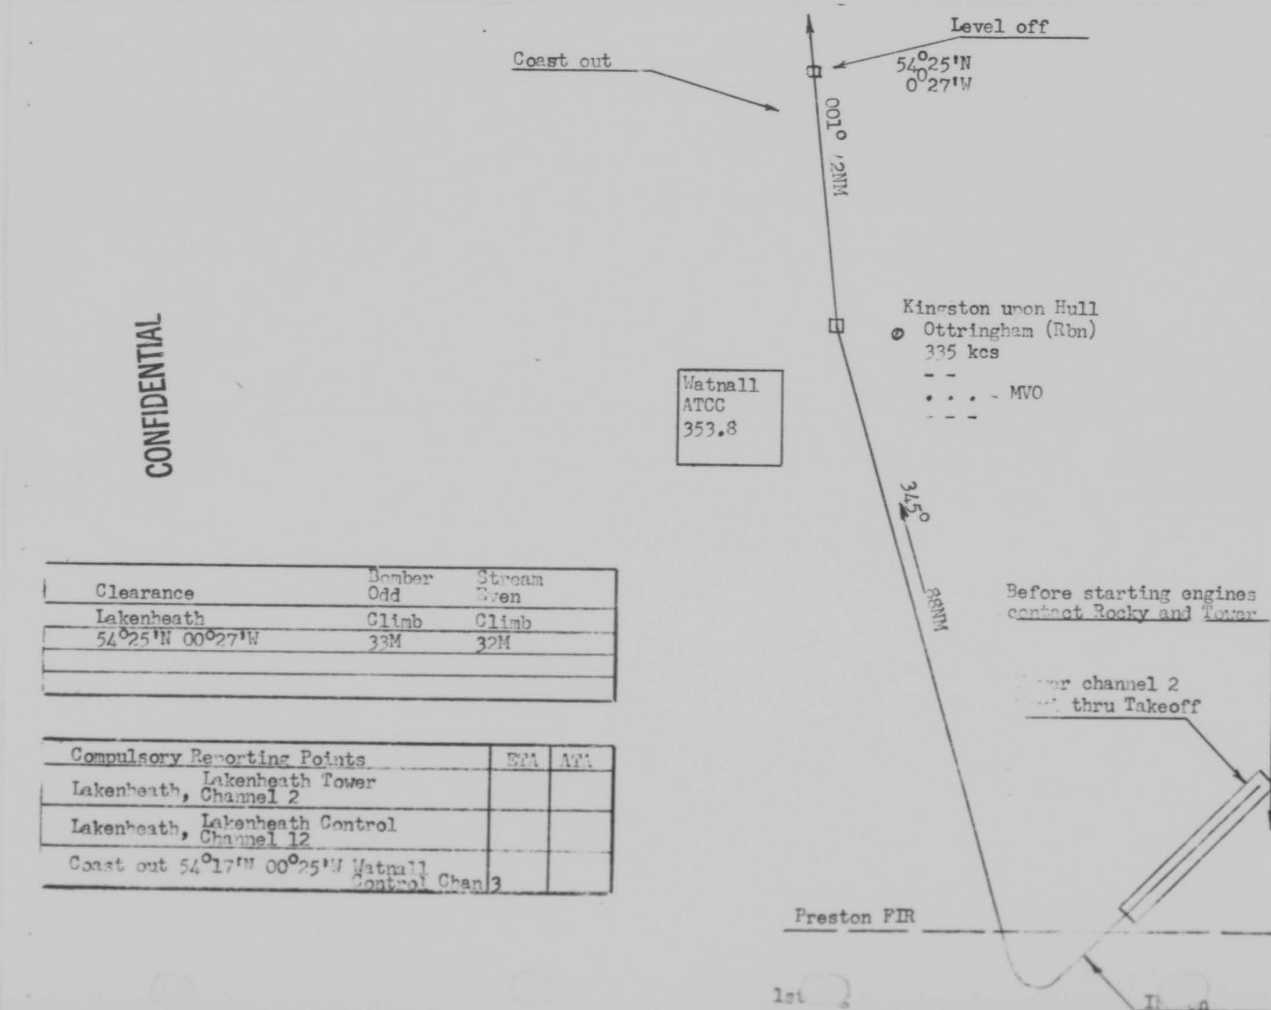 Level off
54°25'N
0°27'W
Coast out
001°
2NM
Kingston upon Hull
Ottringham (Rbn)
335 kcs
- -
. . . - MVO
- - -
Watnall
ATCC
353.8
CONFIDENTIAL
345°
88NM
Before starting engines
contact Rocky and Tower
channel 2
thru Takeoff
Clearance Bomber Stream
Odd Even
Lakenheath Climb Climb
54°25'N 00°27'W 33M 32M
Compulsory Reporting Points ETA ATA
Lakenheath, Lakenheath Tower
Channel 2
Lakenheath, Lakenheath Control
Channel 12
Coast out 54°17'N 00°25'W Watnall
Control Chan 3
Preston FIR
1st